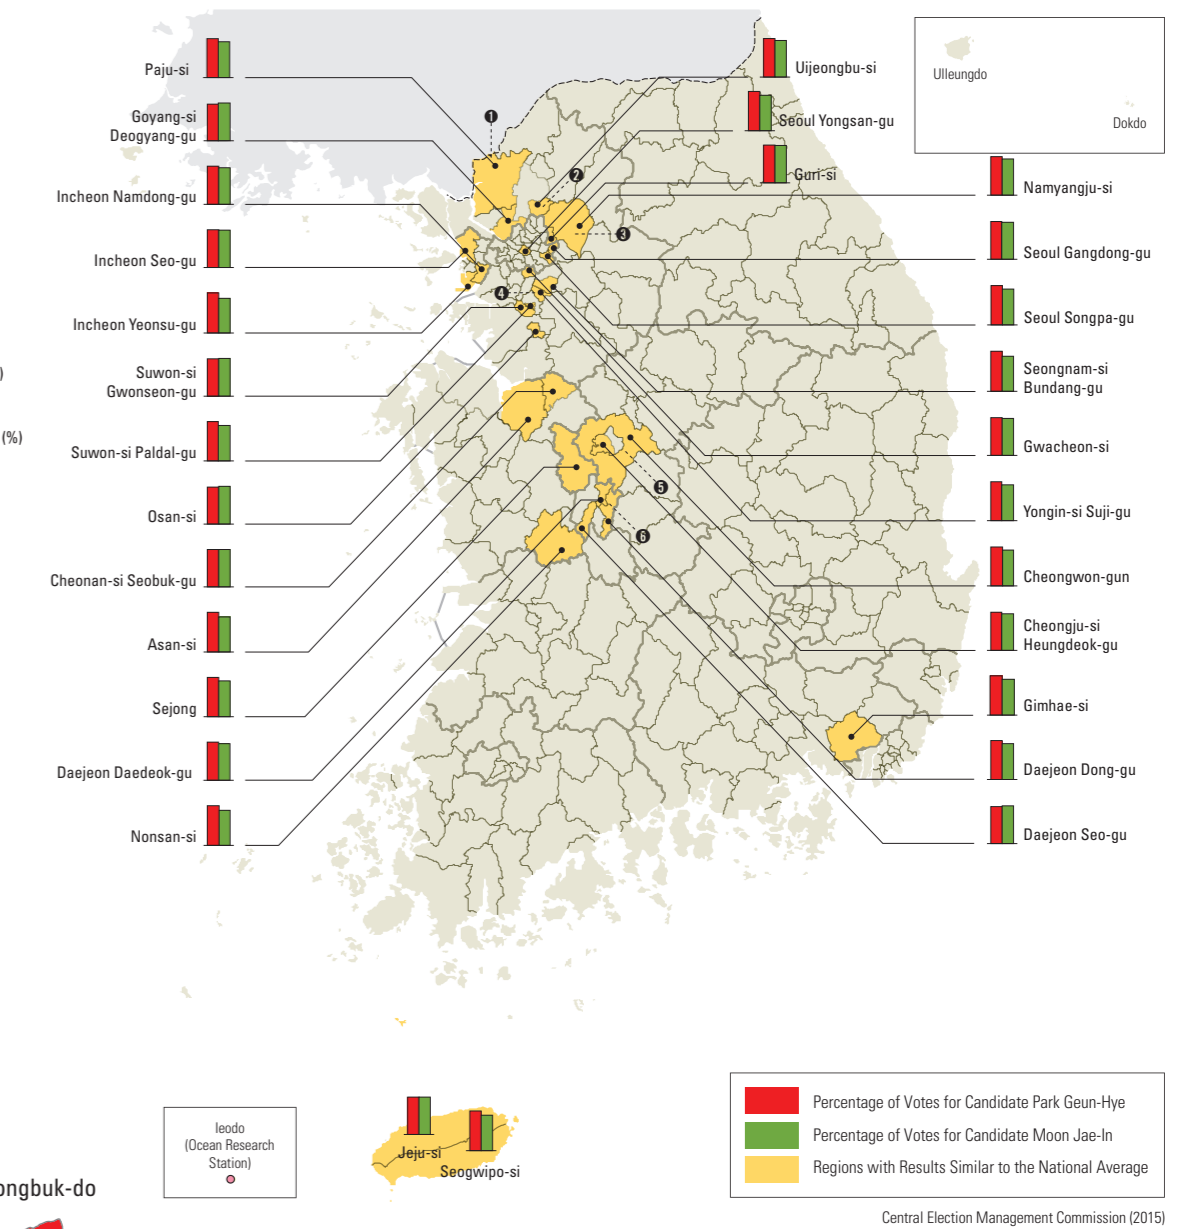 Paju-si
Goyang-si
Deogyang-gu
Incheon Namdong-gu
Incheon Seo-gu
Incheon Yeonsu-gu
Suwon-si
Gwonseon-gu
Suwon-si Paldal-gu
Osan-si
Cheonan-si Seobuk-gu
Asan-si
Sejong
Daejeon Daedeok-gu
Nonsan-si
)
(%)
1
2
3
4
5
6
Uijeongbu-si
Seoul Yongsan-gu
Guri-si
Ulleungdo
Dokdo
Namyangju-si
Seoul Gangdong-gu
Seoul Songpa-gu
Seongnam-si
Bundang-gu
Gwacheon-si
Yongin-si Suji-gu
Cheongwon-gun
Cheongju-si
Heungdeok-gu
Gimhae-si
Daejeon Dong-gu
Daejeon Seo-gu
Ieodo
(Ocean Research
Station)
Jeju-si
Seogwipo-si
Percentage of Votes for Candidate Park Geun-Hye
Percentage of Votes for Candidate Moon Jae-In
Regions with Results Similar to the National Average
ongbuk-do
Central Election Management Commission (2015)